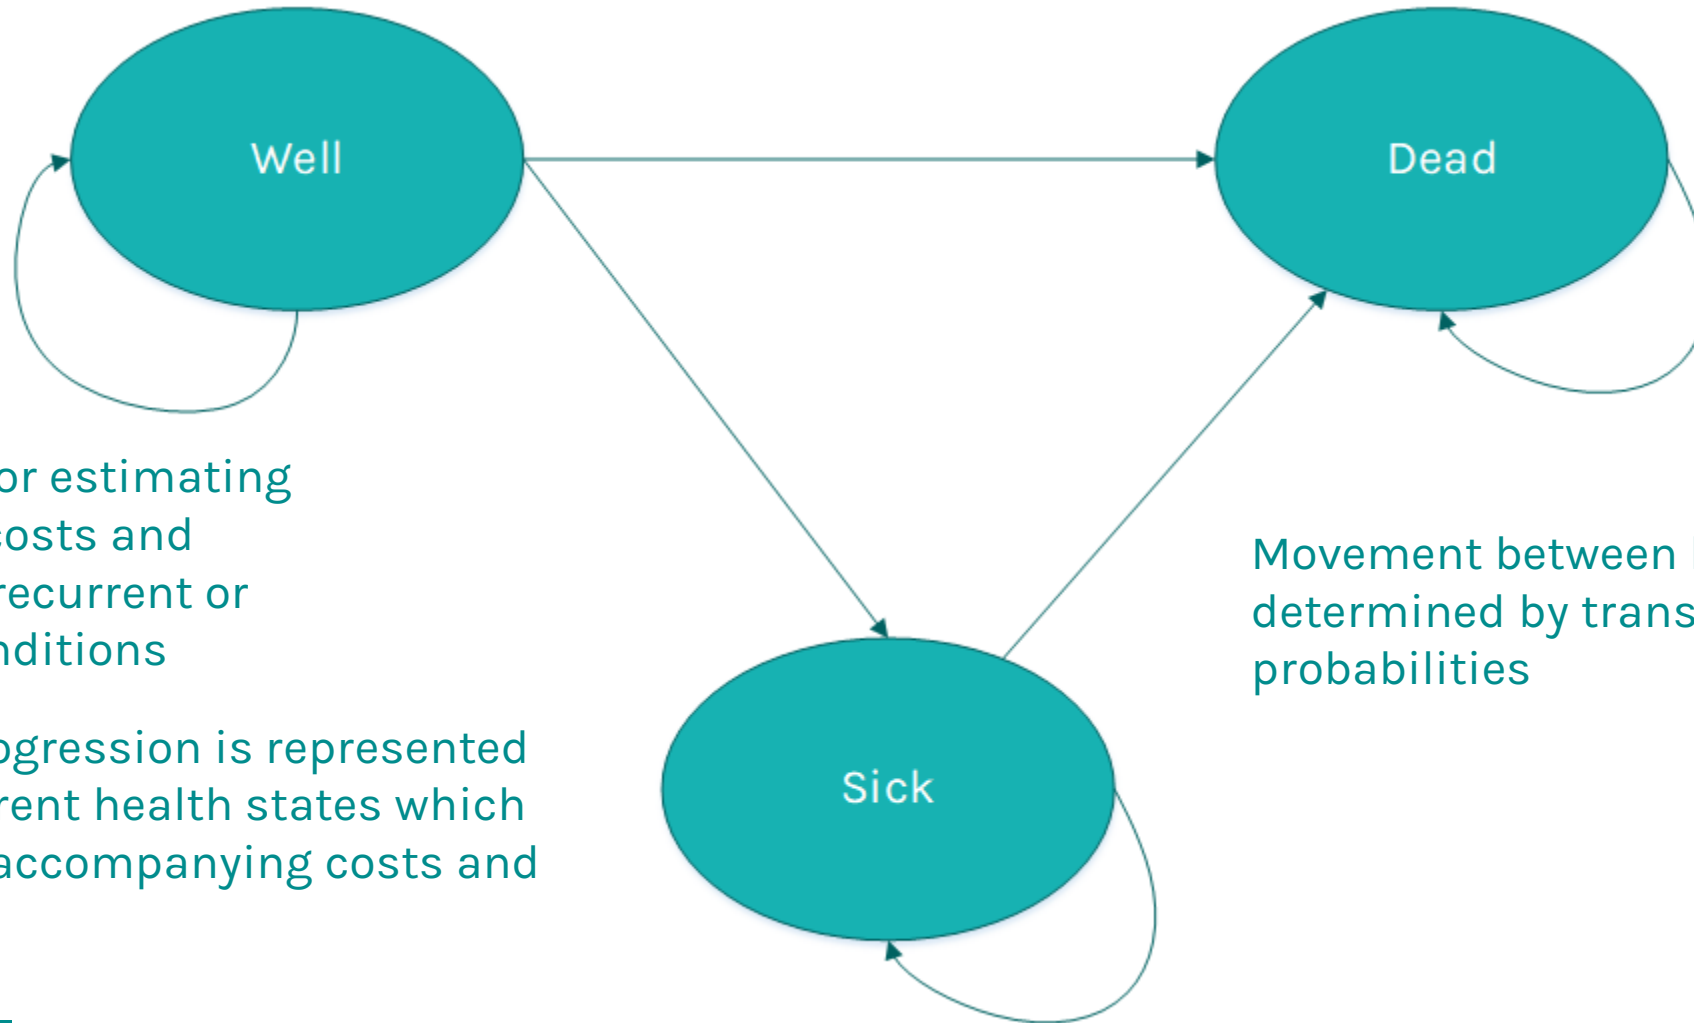 Well
Dead
or estimating
costs and
recurrent or
nditions
Movement between
determined by trans
probabilities
ogression is represented
rent health states which
accompanying costs and
Sick